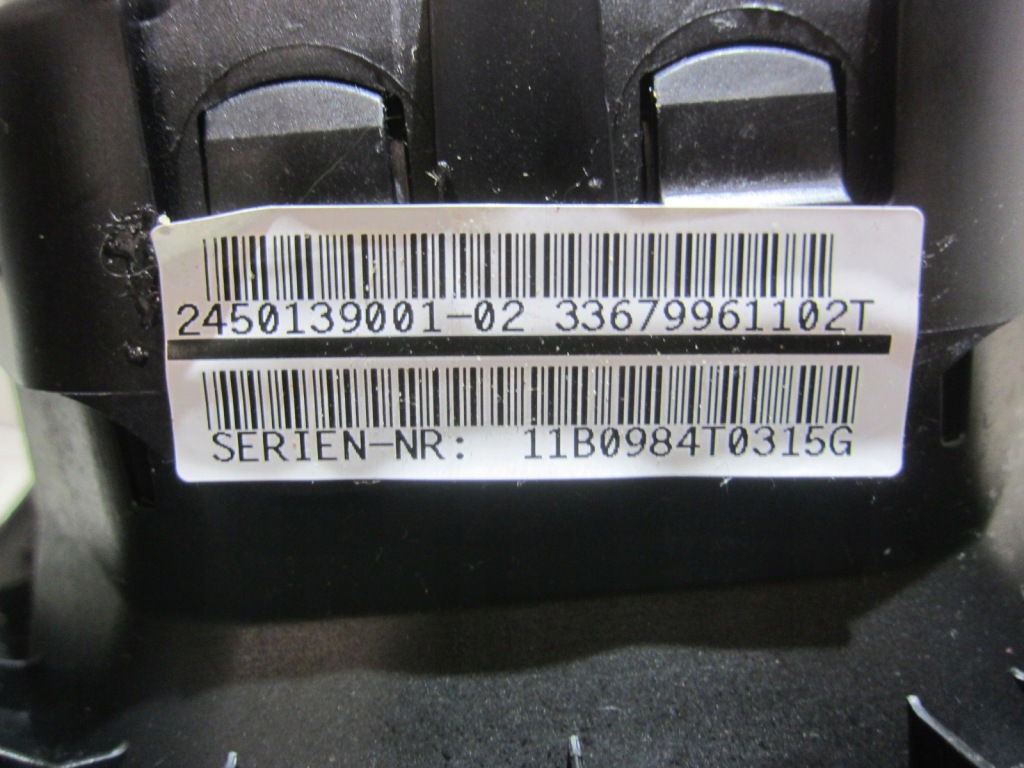 2450139001-02 33679961102T
SERIEN-NR: 11B0984T0315G